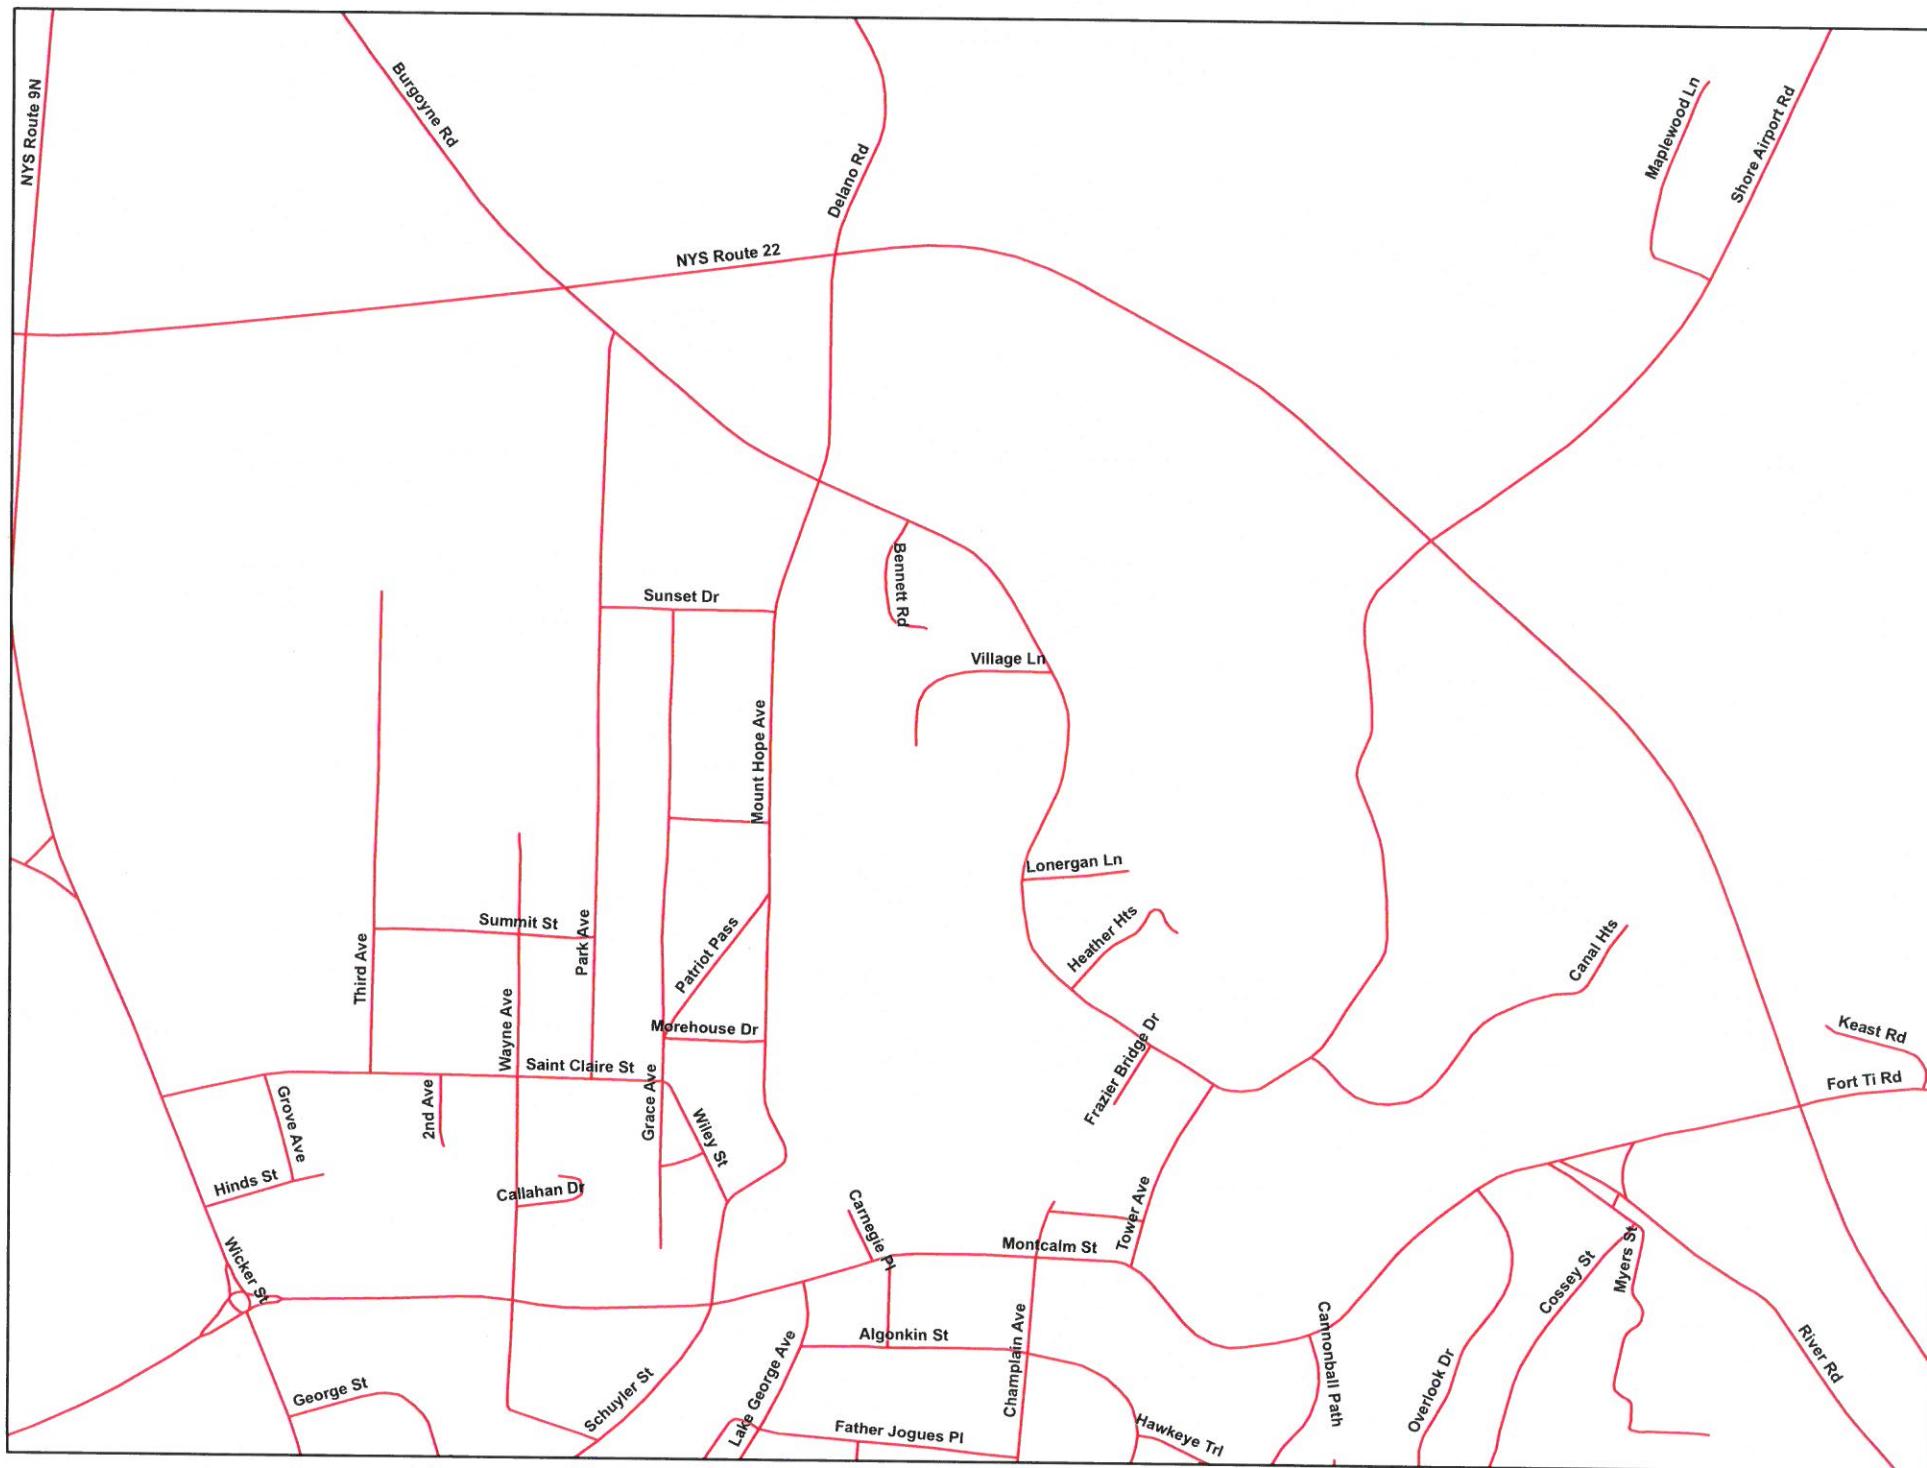 NYS Route 9N
Burgoyne Rd
Delano Rd
Maplewood Ln
Shore Airport Rd
NYS Route 22
Bennett Rd
Sunset Dr
Village Ln
Mount Hope Ave
Lonergan Ln
Heather Hts
Summit St
Park Ave
Third Ave
Patriot Pass
Canal Hts
Wayne Ave
Morehouse Dr
Frazier Bridge Dr
Keast Rd
Fort Ti Rd
Saint Claire St
Grove Ave
2nd Ave
Grace Ave
Wiley St
Hinds St
Callahan Dr
Carnegie Pl
Tower Ave
Montcalm St
Wicker St
Cossey St
Myers St
Algonkin St
Champlain Ave
Cannonball Path
Overlook Dr
River Rd
George St
Schuyler St
Lake George Ave
Father Jogues Pl
Hawkeye Trl